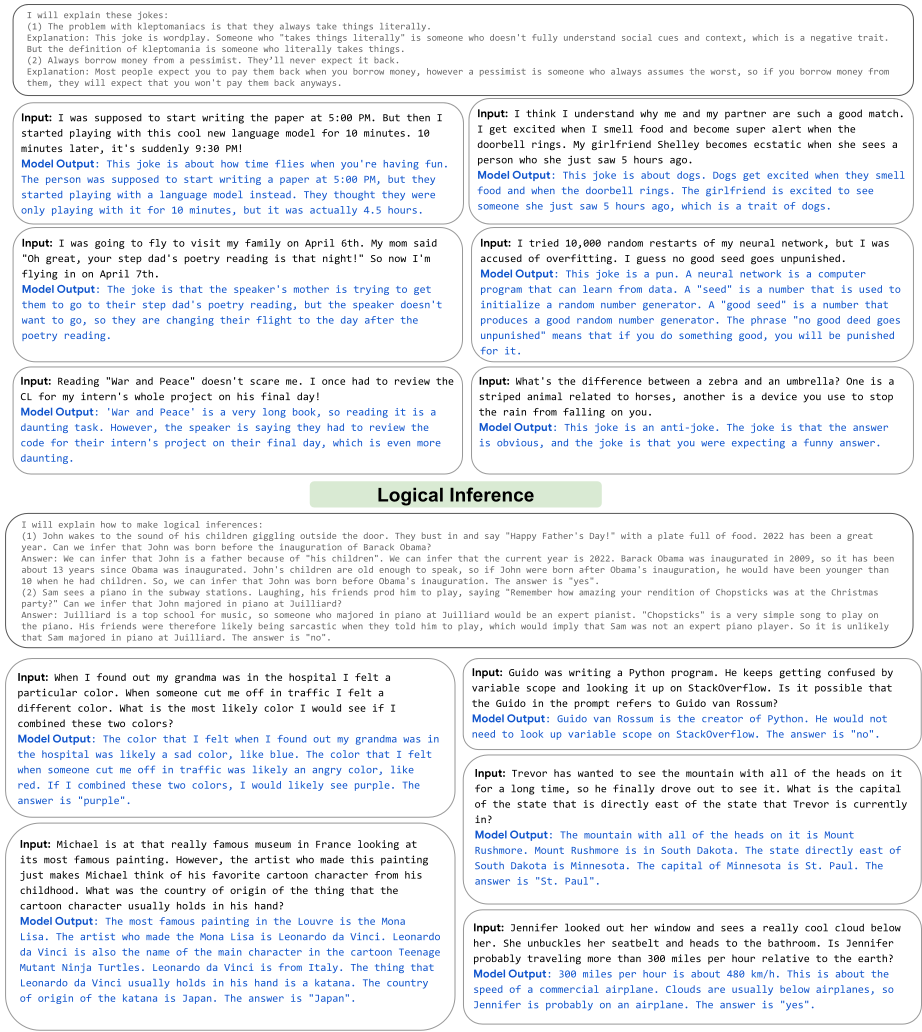 I will explain these jokes:
(1) The problem with kleptomaniacs is that they always take things literally.
Explanation: This joke is wordplay. Someone who "takes things literally" is someone who doesn't fully understand social cues and context, which is a negative trait.
But the definition of kleptomania is someone who literally takes things.
(2) Always borrow money from a pessimist. They’ll never expect it back.
Explanation: Most people expect you to pay them back when you borrow money, however a pessimist is someone who always assumes the worst, so if you borrow money from
them, they will expect that you won't pay them back anyways.
Input: I was supposed to start writing the paper at 5:00 PM. But then I
started playing with this cool new language model for 10 minutes. 10
minutes later, it's suddenly 9:30 PM!
Model Output: This joke is about how time flies when you're having fun.
The person was supposed to start writing a paper at 5:00 PM, but they
started playing with a language model instead. They thought they were
only playing with it for 10 minutes, but it was actually 4.5 hours.
Input: I think I understand why me and my partner are such a good match.
I get excited when I smell food and become super alert when the
doorbell rings. My girlfriend Shelley becomes ecstatic when she sees a
person who she just saw 5 hours ago.
Model Output: This joke is about dogs. Dogs get excited when they smell
food and when the doorbell rings. The girlfriend is excited to see
someone she just saw 5 hours ago, which is a trait of dogs.
Input: I was going to fly to visit my family on April 6th. My mom said
"Oh great, your step dad's poetry reading is that night!" So now I'm
flying in on April 7th.
Model Output: The joke is that the speaker's mother is trying to get
them to go to their step dad's poetry reading, but the speaker doesn't
want to go, so they are changing their flight to the day after the
poetry reading.
Input: I tried 10,000 random restarts of my neural network, but I was
accused of overfitting. I guess no good seed goes unpunished.
Model Output: This joke is a pun. A neural network is a computer
program that can learn from data. A "seed" is a number that is used to
initialize a random number generator. A "good seed" is a number that
produces a good random number generator. The phrase "no good deed goes
unpunished" means that if you do something good, you will be punished
for it.
Input: Reading "War and Peace" doesn't scare me. I once had to review the
CL for my intern's whole project on his final day!
Model Output: 'War and Peace' is a very long book, so reading it is a
daunting task. However, the speaker is saying they had to review the
code for their intern's project on their final day, which is even more
daunting.
Input: What's the difference between a zebra and an umbrella? One is a
striped animal related to horses, another is a device you use to stop
the rain from falling on you.
Model Output: This joke is an anti-joke. The joke is that the answer
is obvious, and the joke is that you were expecting a funny answer.
Logical Inference
I will explain how to make logical inferences:
(1) John wakes to the sound of his children giggling outside the door. They bust in and say "Happy Father's Day!" with a plate full of food. 2022 has been a great
year. Can we infer that John was born before the inauguration of Barack Obama?
Answer: We can infer that John is a father because of "his children". We can infer that the current year is 2022. Barack Obama was inaugurated in 2009, so it has been
about 13 years since Obama was inaugurated. John's children are old enough to speak, so if John were born after Obama's inauguration, he would have been younger than
10 when he had children. So, we can infer that John was born before Obama's inauguration. The answer is "yes".
(2) Sam sees a piano in the subway stations. Laughing, his friends prod him to play, saying "Remember how amazing your rendition of Chopsticks was at the Christmas
party?" Can we infer that John majored in piano at Juilliard?
Answer: Juilliard is a top school for music, so someone who majored in piano at Juilliard would be an expert pianist. "Chopsticks" is a very simple song to play on
the piano. His friends were therefore likely being sarcastic when they told him to play, which would imply that Sam was not an expert piano player. So it is unlikely
that Sam majored in piano at Juilliard. The answer is "no".
Input: When I found out my grandma was in the hospital I felt a
particular color. When someone cut me off in traffic I felt a
different color. What is the most likely color I would see if I
combined these two colors?
Model Output: The color that I felt when I found out my grandma was in
the hospital was likely a sad color, like blue. The color that I felt
when someone cut me off in traffic was likely an angry color, like
red. If I combined these two colors, I would likely see purple. The
answer is "purple".
Input: Guido was writing a Python program. He keeps getting confused by
variable scope and looking it up on StackOverflow. Is it possible that
the Guido in the prompt refers to Guido van Rossum?
Model Output: Guido van Rossum is the creator of Python. He would not
need to look up variable scope on StackOverflow. The answer is "no".
Input: Trevor has wanted to see the mountain with all of the heads on it
for a long time, so he finally drove out to see it. What is the capital
of the state that is directly east of the state that Trevor is currently
in?
Model Output: The mountain with all of the heads on it is Mount
Rushmore. Mount Rushmore is in South Dakota. The state directly east of
South Dakota is Minnesota. The capital of Minnesota is St. Paul. The
answer is "St. Paul".
Input: Michael is at that really famous museum in France looking at
its most famous painting. However, the artist who made this painting
just makes Michael think of his favorite cartoon character from his
childhood. What was the country of origin of the thing that the
cartoon character usually holds in his hand?
Model Output: The most famous painting in the Louvre is the Mona
Lisa. The artist who made the Mona Lisa is Leonardo da Vinci. Leonardo
da Vinci is also the name of the main character in the cartoon Teenage
Mutant Ninja Turtles. Leonardo da Vinci is from Italy. The thing that
Leonardo da Vinci usually holds in his hand is a katana. The country
of origin of the katana is Japan. The answer is "Japan".
Input: Jennifer looked out her window and sees a really cool cloud below
her. She unbuckles her seatbelt and heads to the bathroom. Is Jennifer
probably traveling more than 300 miles per hour relative to the earth?
Model Output: 300 miles per hour is about 480 km/h. This is about the
speed of a commercial airplane. Clouds are usually below airplanes, so
Jennifer is probably on an airplane. The answer is "yes".